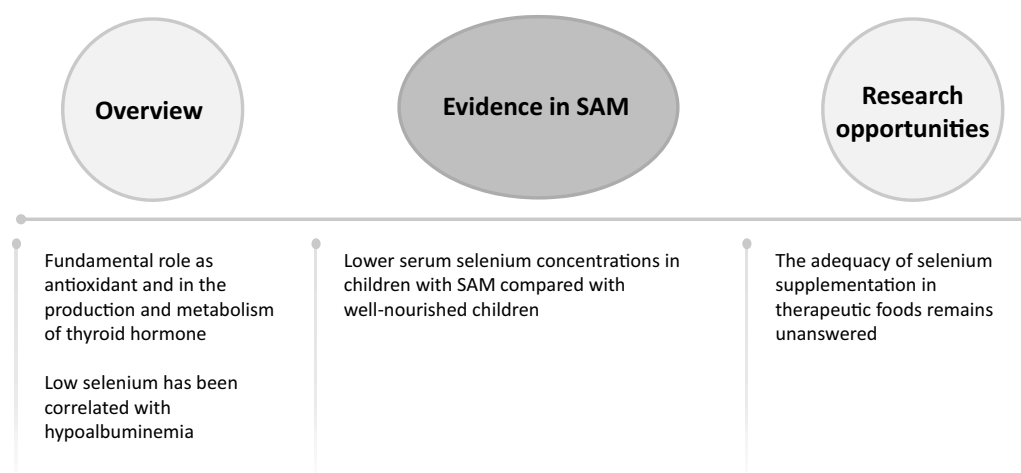 Overview
Evidence in SAM
Research
opportunities
Fundamental role as
antioxidant and in the
production and metabolism
of thyroid hormone
Low selenium has been
correlated with
hypoalbuminemia
Lower serum selenium concentrations in
children with SAM compared with
well-nourished children
The adequacy of selenium
supplementation in
therapeutic foods remains
unanswered